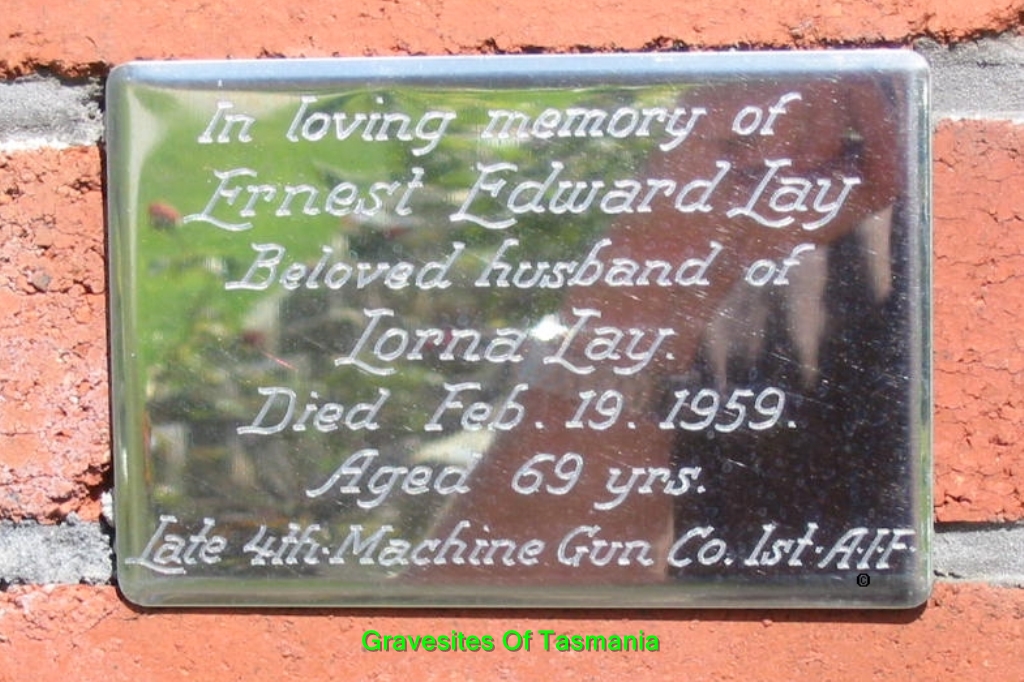 In loving memory of
Ernest Edward Lay
Beloved husband of
Lorna Lay.
Died Feb. 19. 1959.
Aged 69 yrs.
Late 4th·Machine Gun Co. 1st·A·I·F·
©
Gravesites Of Tasmania